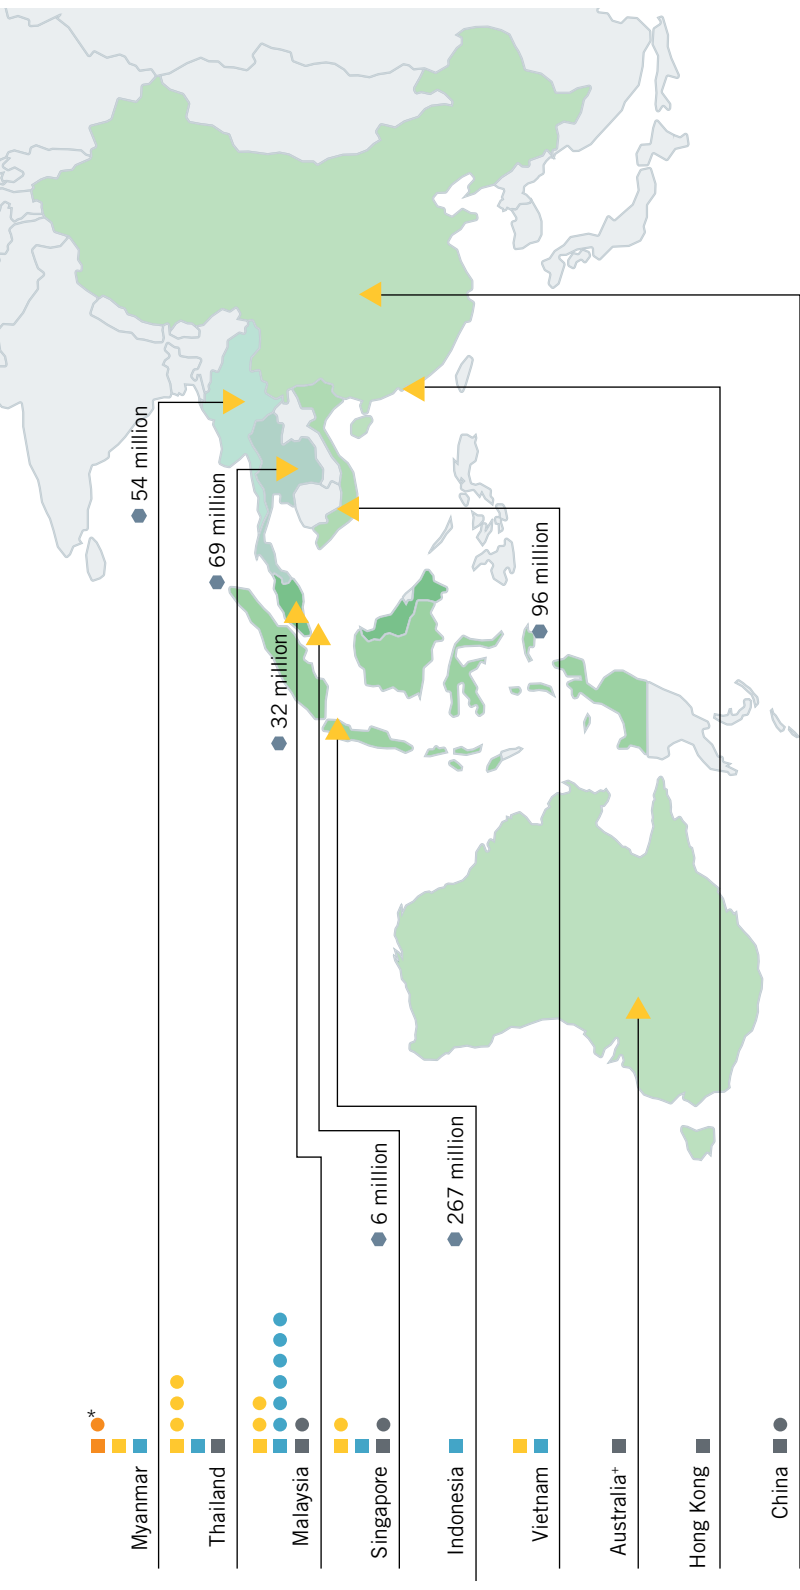 54 million
69 million
32 million
96 million
6 million
267 million
*
Myanmar
Thailand
Malaysia
Singapore
Indonesia
Vietnam
Australia⁺
Hong Kong
China